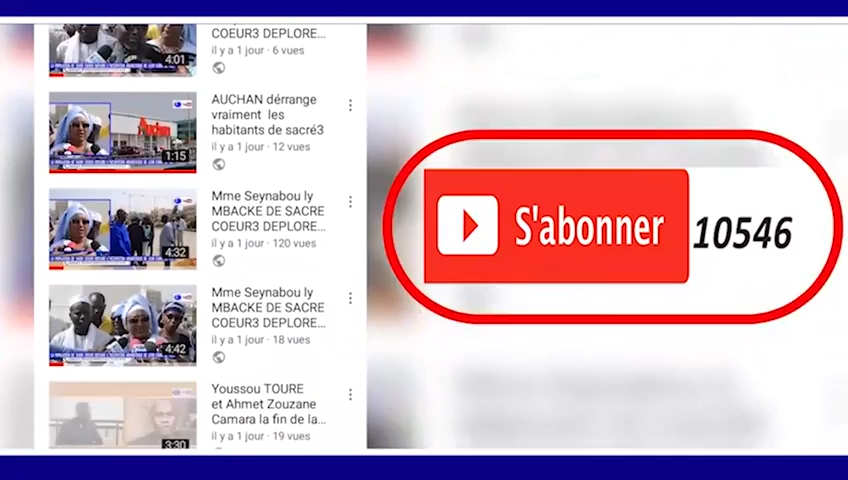 COEUR3 DEPLORE...
il y a 1 jour · 6 vues
4:01
AUCHAN dérrange
vraiment les
habitants de sacré3
il y a 1 jour · 12 vues
Auchan
1:15
Mme Seynabou ly
MBACKE DE SACRE
COEUR3 DEPLORE...
il y a 1 jour · 120 vues
4:32
Mme Seynabou ly
MBACKE DE SACRE
COEUR3 DEPLORE...
il y a 1 jour · 18 vues
4:42
Youssou TOURE
et Ahmet Zouzane
Camara la fin de la...
il y a 1 jour · 19 vues
3:30
S'abonner
10546